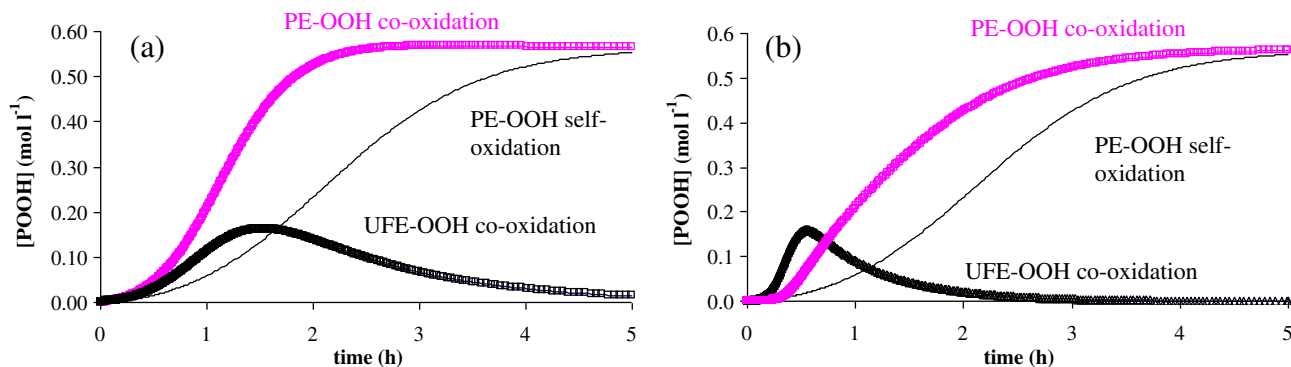 PE-OOH co-oxidation
(a)
0.60
0.50
0.40
0.30
0.20
0.10
0.00
[POOH] (mol l-1)
PE-OOH self-
oxidation
UFE-OOH co-oxidation
0 1 2 3 4 5
time (h)
PE-OOH co-oxidation
(b)
0.6
0.5
0.4
0.3
0.2
0.1
0.0
[POOH] (mol l-1)
PE-OOH self-
oxidation
UFE-OOH co-oxidation
0 1 2 3 4 5
time (h)